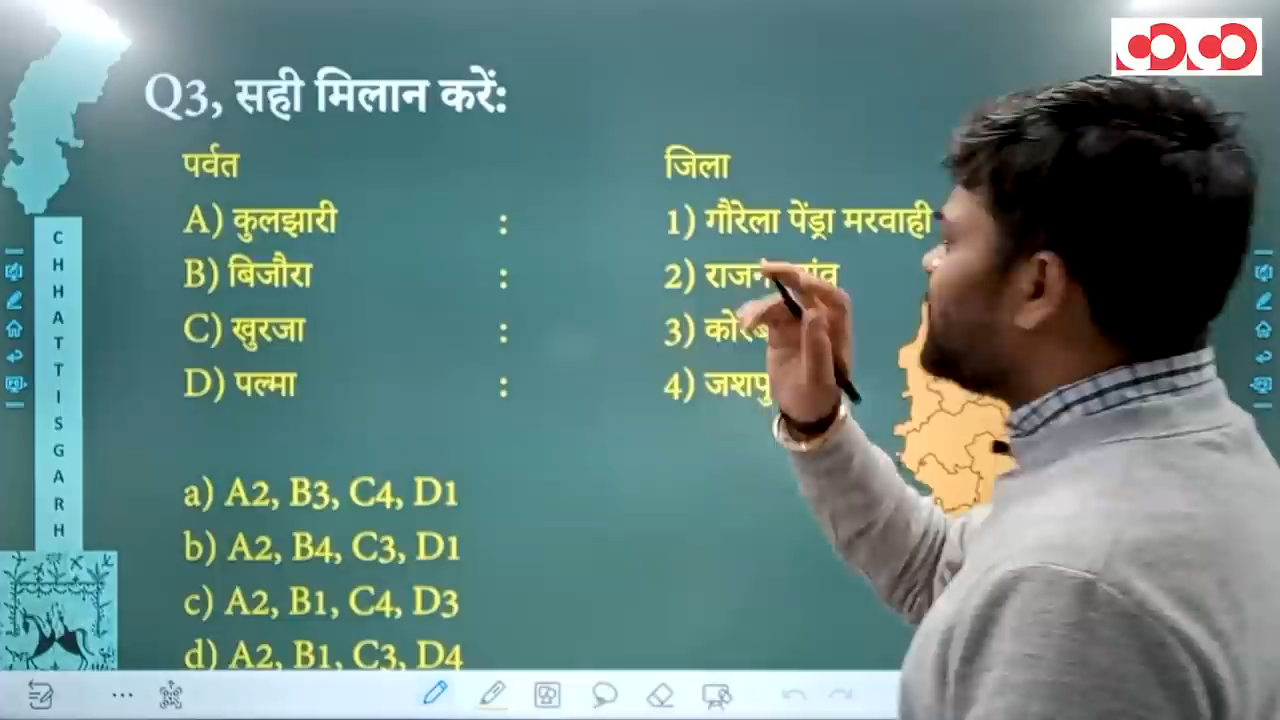 Q3, सही मिलान करें:
पर्वत जिला
A) कुलझारी : 1) गौरेला पेंड्रा मरवाही
B) बिजौरा : 2)
C) खुरजा : 3)
D) पल्मा : 4)
a) A2, B3, C4, D1
b) A2, B4, C3, D1
c) A2, B1, C4, D3
d) A2, B1, C3, D4
CHHATTISGARH